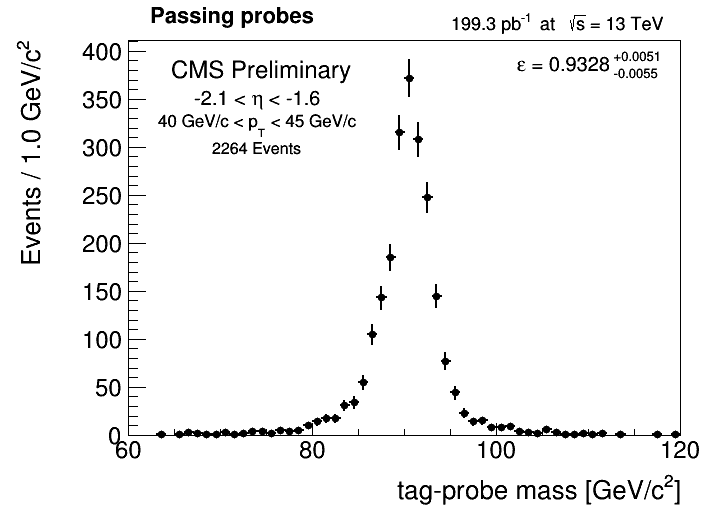 Passing probes
199.3 pb⁻¹ at √s = 13 TeV
CMS Preliminary
-2.1 < η < -1.6
40 GeV/c < p_T < 45 GeV/c
2264 Events
ε = 0.9328 +0.0051 -0.0055
Events / 1.0 GeV/c²
400
350
300
250
200
150
100
50
0
60
80
100
120
tag-probe mass [GeV/c²]